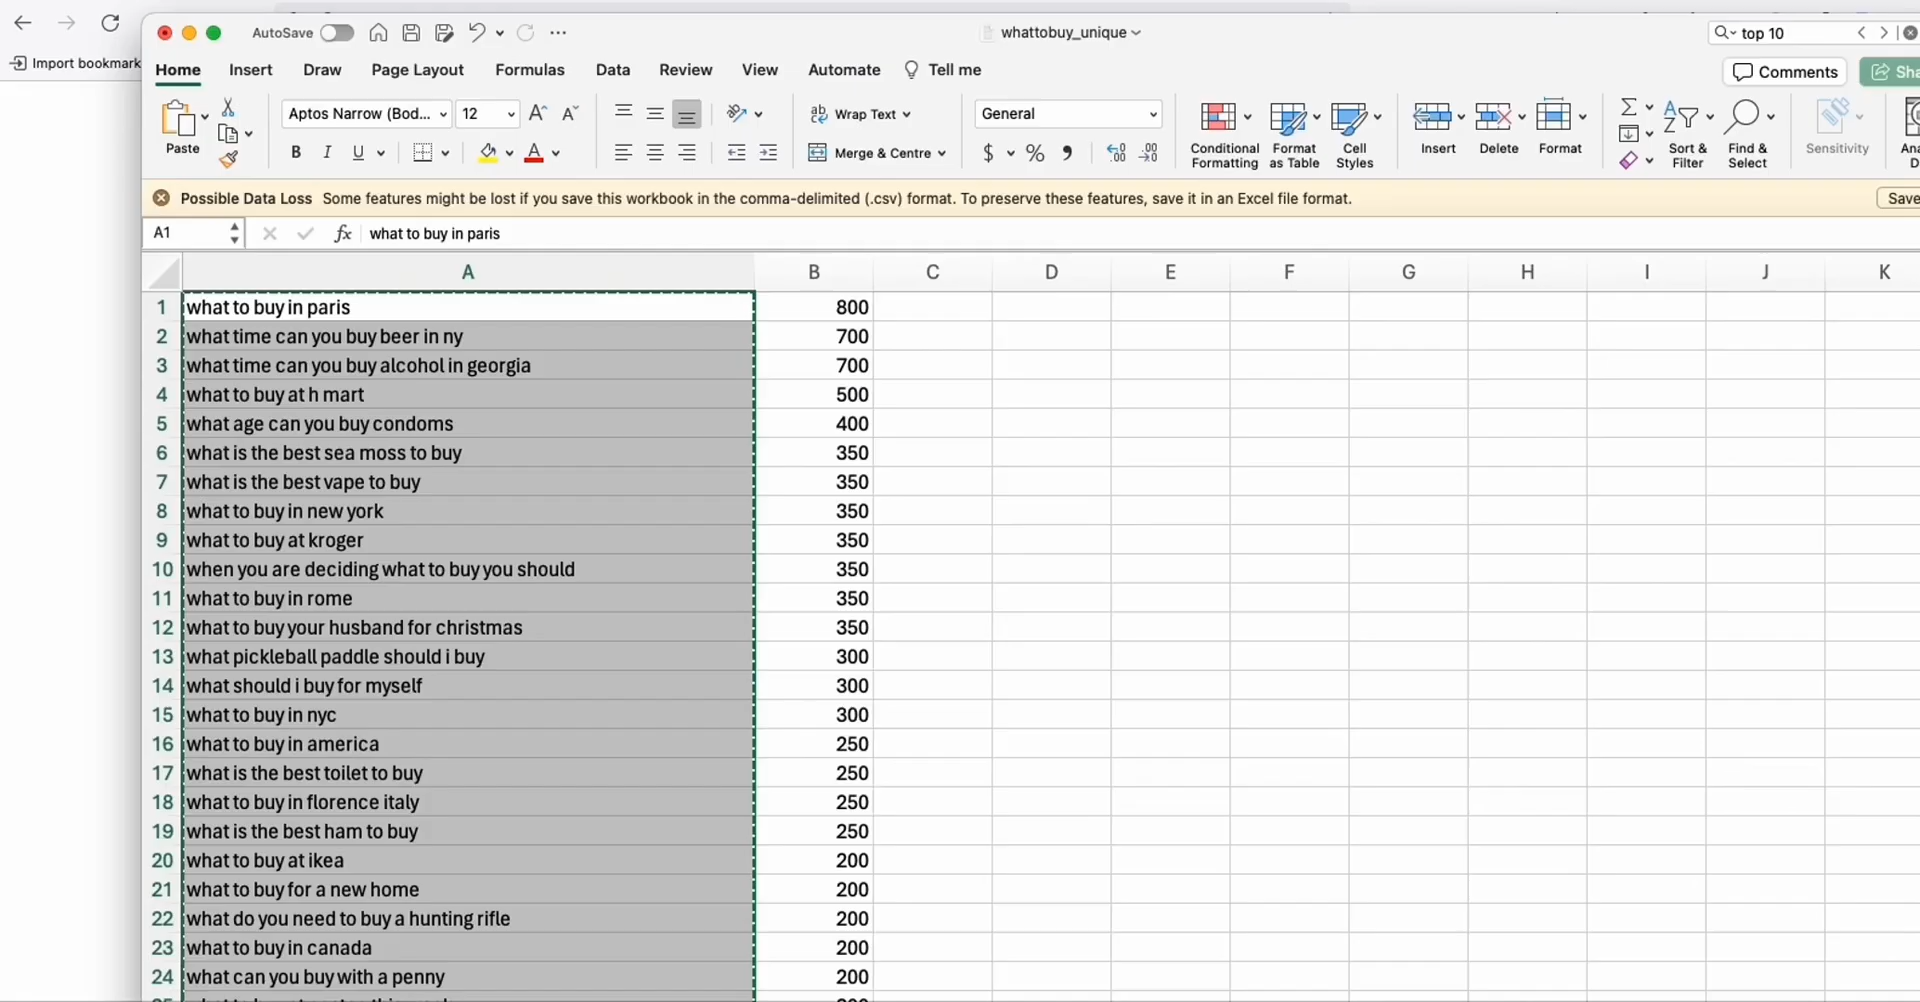 AutoSave
whattobuy_unique
top 10
Import bookmark
Home Insert Draw Page Layout Formulas Data Review View Automate Tell me
Comments
Paste
Aptos Narrow (Bod... 12
B I U
Wrap Text
Merge & Centre
General
$ % 9
Conditional Formatting
Format as Table
Cell Styles
Insert
Delete
Format
Sort & Filter
Find & Select
Sensitivity
Possible Data Loss Some features might be lost if you save this workbook in the comma-delimited (.csv) format. To preserve these features, save it in an Excel file format.
Save
A1 fx what to buy in paris
A B C D E F G H I J K
1 what to buy in paris 800
2 what time can you buy beer in ny 700
3 what time can you buy alcohol in georgia 700
4 what to buy at h mart 500
5 what age can you buy condoms 400
6 what is the best sea moss to buy 350
7 what is the best vape to buy 350
8 what to buy in new york 350
9 what to buy at kroger 350
10 when you are deciding what to buy you should 350
11 what to buy in rome 350
12 what to buy your husband for christmas 350
13 what pickleball paddle should i buy 300
14 what should i buy for myself 300
15 what to buy in nyc 300
16 what to buy in america 250
17 what is the best toilet to buy 250
18 what to buy in florence italy 250
19 what is the best ham to buy 250
20 what to buy at ikea 200
21 what to buy for a new home 200
22 what do you need to buy a hunting rifle 200
23 what to buy in canada 200
24 what can you buy with a penny 200